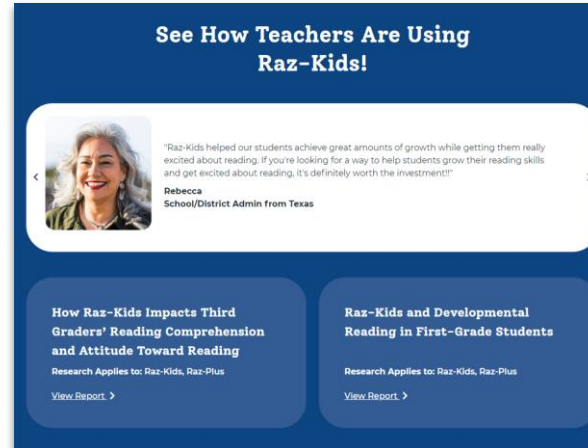 See How Teachers Are Using
Raz-Kids!
"Raz-Kids helped our students achieve great amounts of growth while getting them really
excited about reading. If you're looking for a way to help students grow their reading skills
and get excited about reading, it's definitely worth the investment!!"
Rebecca
School/District Admin from Texas
How Raz-Kids Impacts Third
Graders' Reading Comprehension
and Attitude Toward Reading
Research Applies to: Raz-Kids, Raz-Plus
View Report >
Raz-Kids and Developmental
Reading in First-Grade Students
Research Applies to: Raz-Kids, Raz-Plus
View Report >